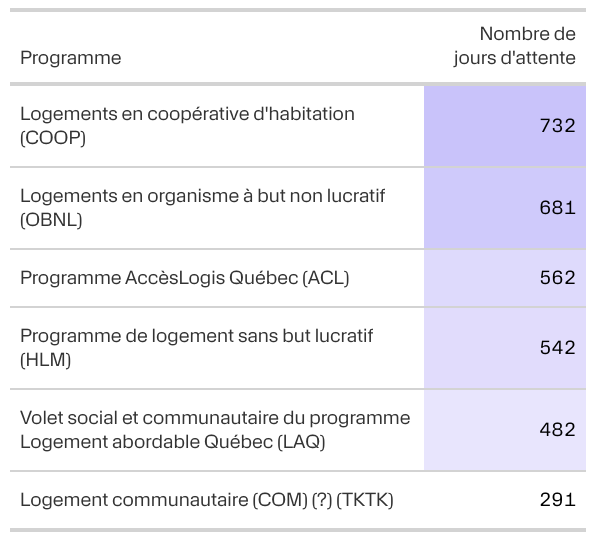 Nombre de
Programme jours d'attente
Logements en coopérative d'habitation
(COOP) 732
Logements en organisme à but non lucratif
(OBNL) 681
Programme AccèsLogis Québec (ACL) 562
Programme de logement sans but lucratif
(HLM) 542
Volet social et communautaire du programme
Logement abordable Québec (LAQ) 482
Logement communautaire (COM) (?) (TKTK) 291